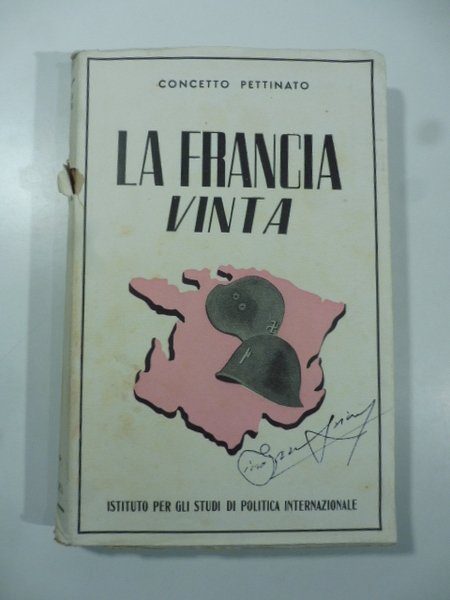 CONCETTO PETTINATO
LA FRANCIA
VINTA
ISTITUTO PER GLI STUDI DI POLITICA INTERNAZIONALE